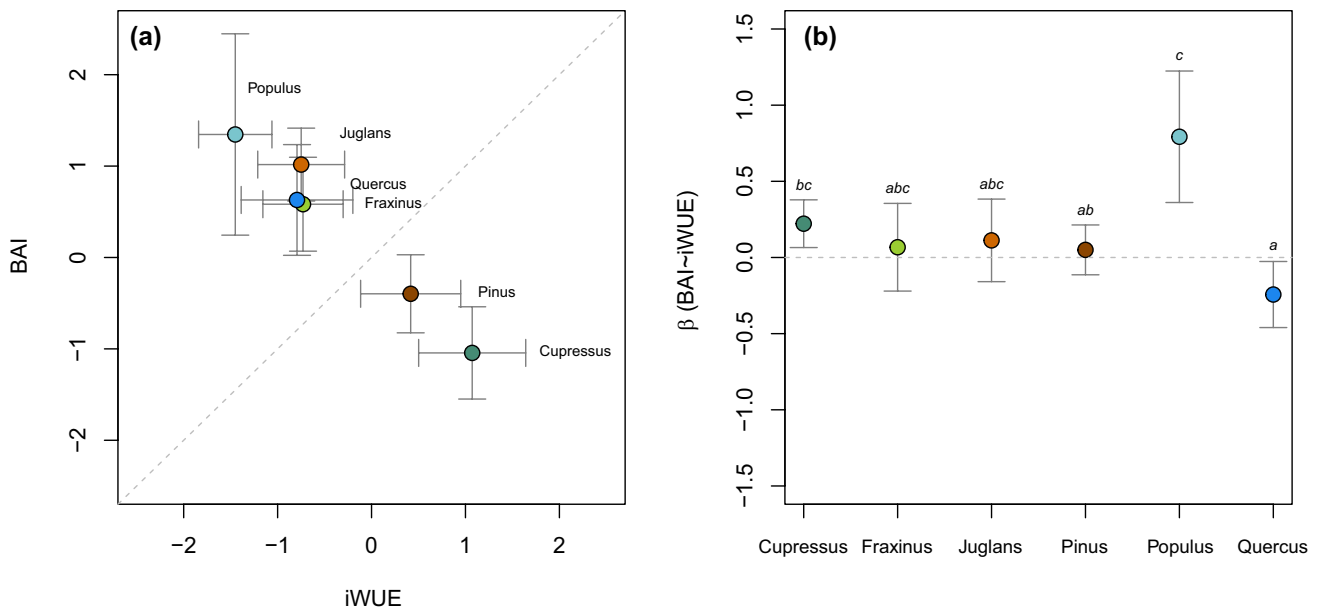 (a)
Populus
Juglans
Quercus
Fraxinus
Pinus
Cupressus
2
1
0
−1
−2
BAI
−2 −1 0 1 2
iWUE
(b)
c
bc
abc
abc
ab
a
1.5
1.0
0.5
0.0
−0.5
−1.0
−1.5
β (BAI~iWUE)
Cupressus Fraxinus Juglans Pinus Populus Quercus